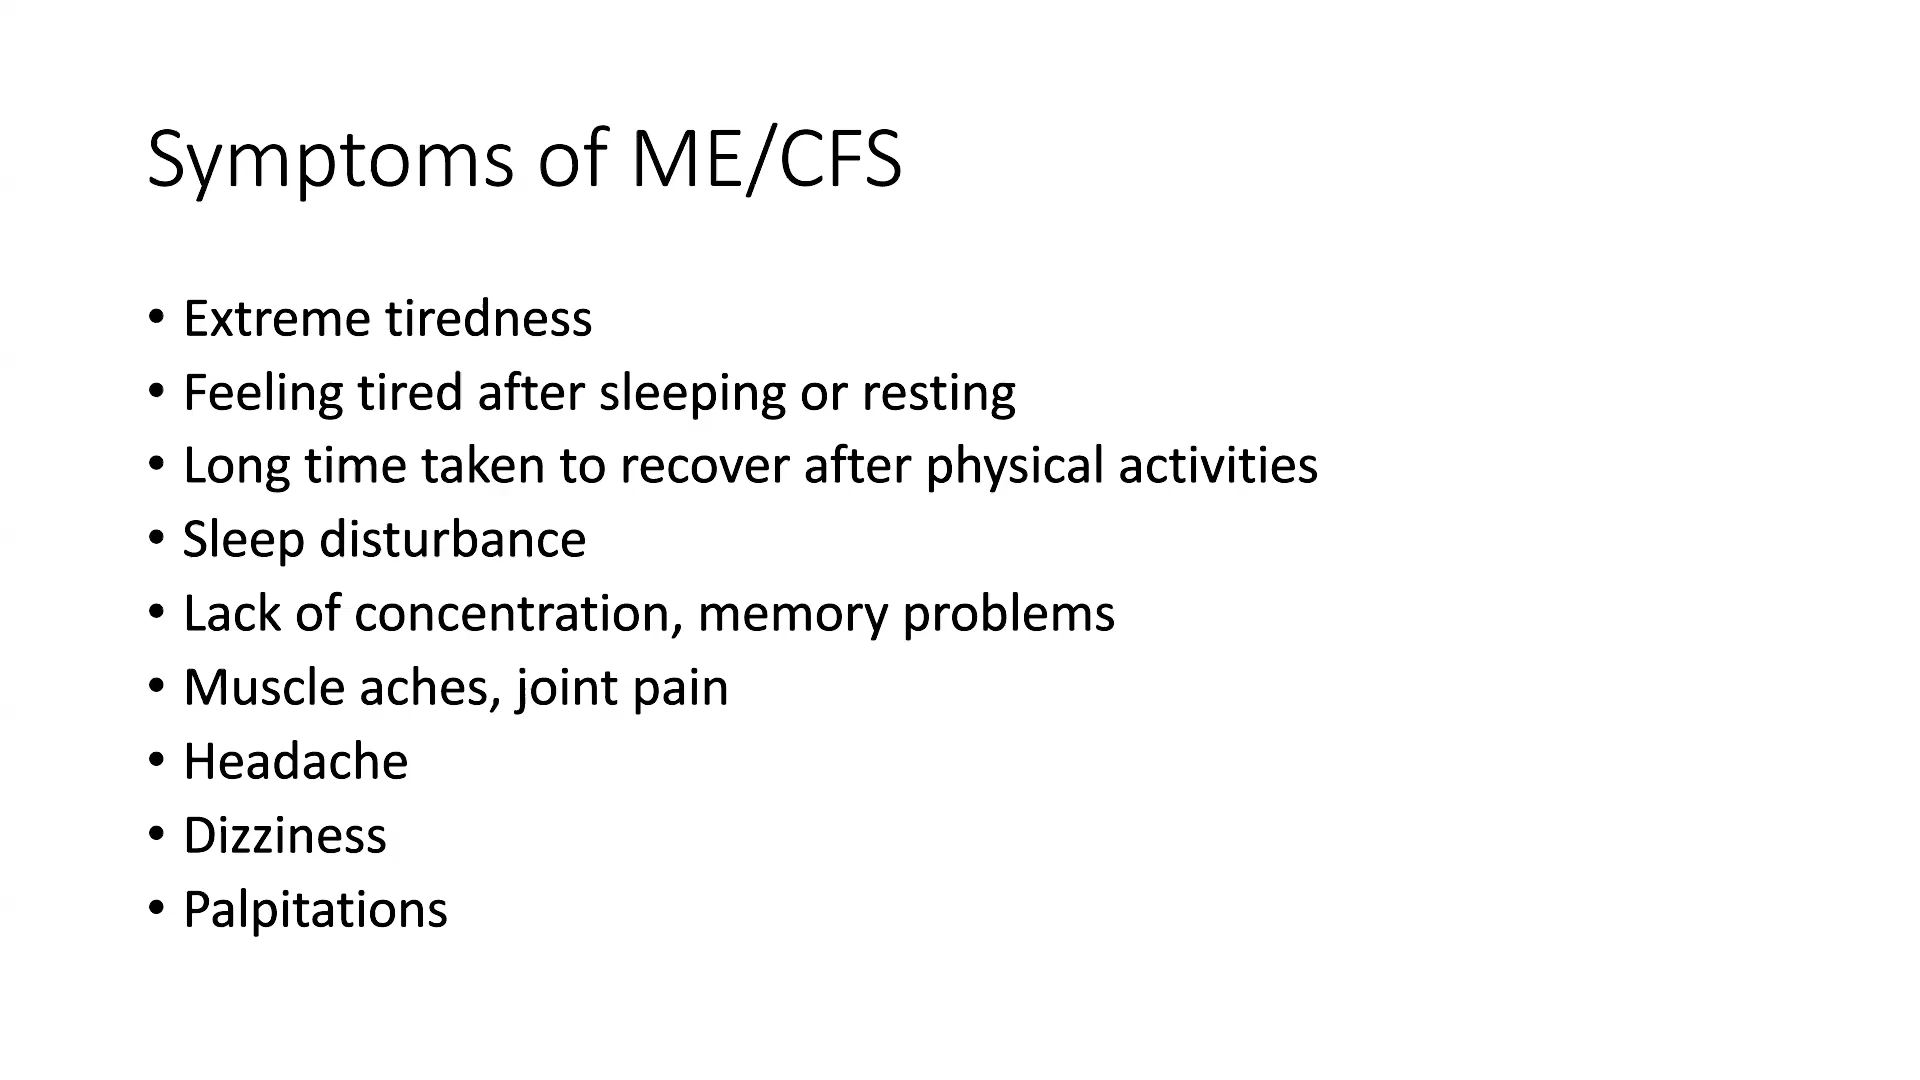 Symptoms of ME/CFS
• Extreme tiredness
• Feeling tired after sleeping or resting
• Long time taken to recover after physical activities
• Sleep disturbance
• Lack of concentration, memory problems
• Muscle aches, joint pain
• Headache
• Dizziness
• Palpitations